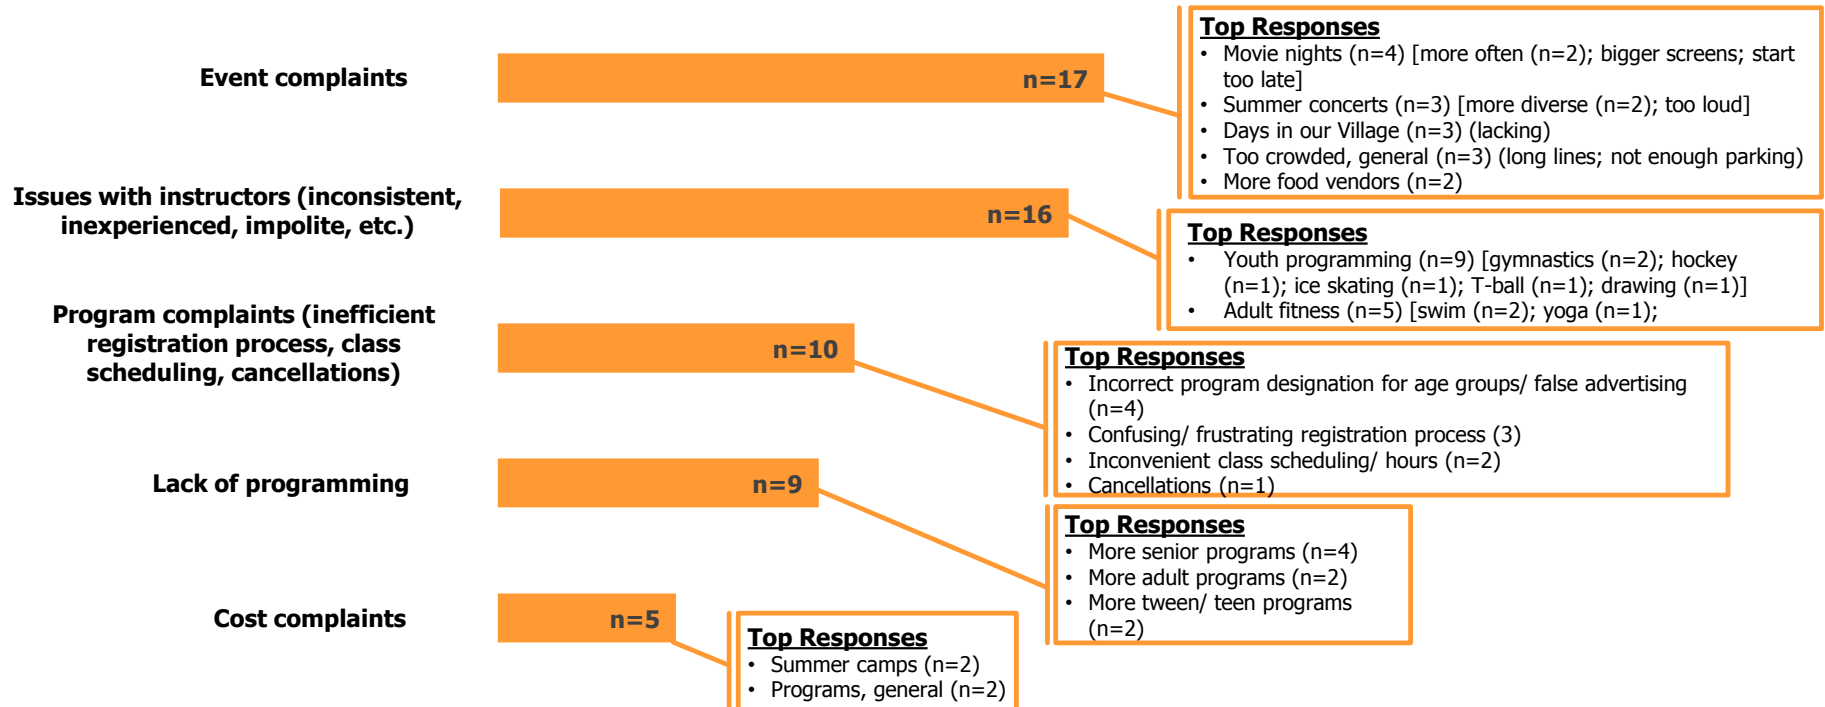 Event complaints
n=17
Top Responses
• Movie nights (n=4) [more often (n=2); bigger screens; start
too late]
• Summer concerts (n=3) [more diverse (n=2); too loud]
• Days in our Village (n=3) (lacking)
• Too crowded, general (n=3) (long lines; not enough parking)
• More food vendors (n=2)
Issues with instructors (inconsistent,
inexperienced, impolite, etc.)
n=16
Top Responses
• Youth programming (n=9) [gymnastics (n=2); hockey
(n=1); ice skating (n=1); T-ball (n=1); drawing (n=1)]
• Adult fitness (n=5) [swim (n=2); yoga (n=1);
Program complaints (inefficient
registration process, class
scheduling, cancellations)
n=10
Top Responses
• Incorrect program designation for age groups/ false advertising
(n=4)
• Confusing/ frustrating registration process (3)
• Inconvenient class scheduling/ hours (n=2)
• Cancellations (n=1)
Lack of programming
n=9
Top Responses
• More senior programs (n=4)
• More adult programs (n=2)
• More tween/ teen programs
(n=2)
Cost complaints
n=5
Top Responses
• Summer camps (n=2)
• Programs, general (n=2)